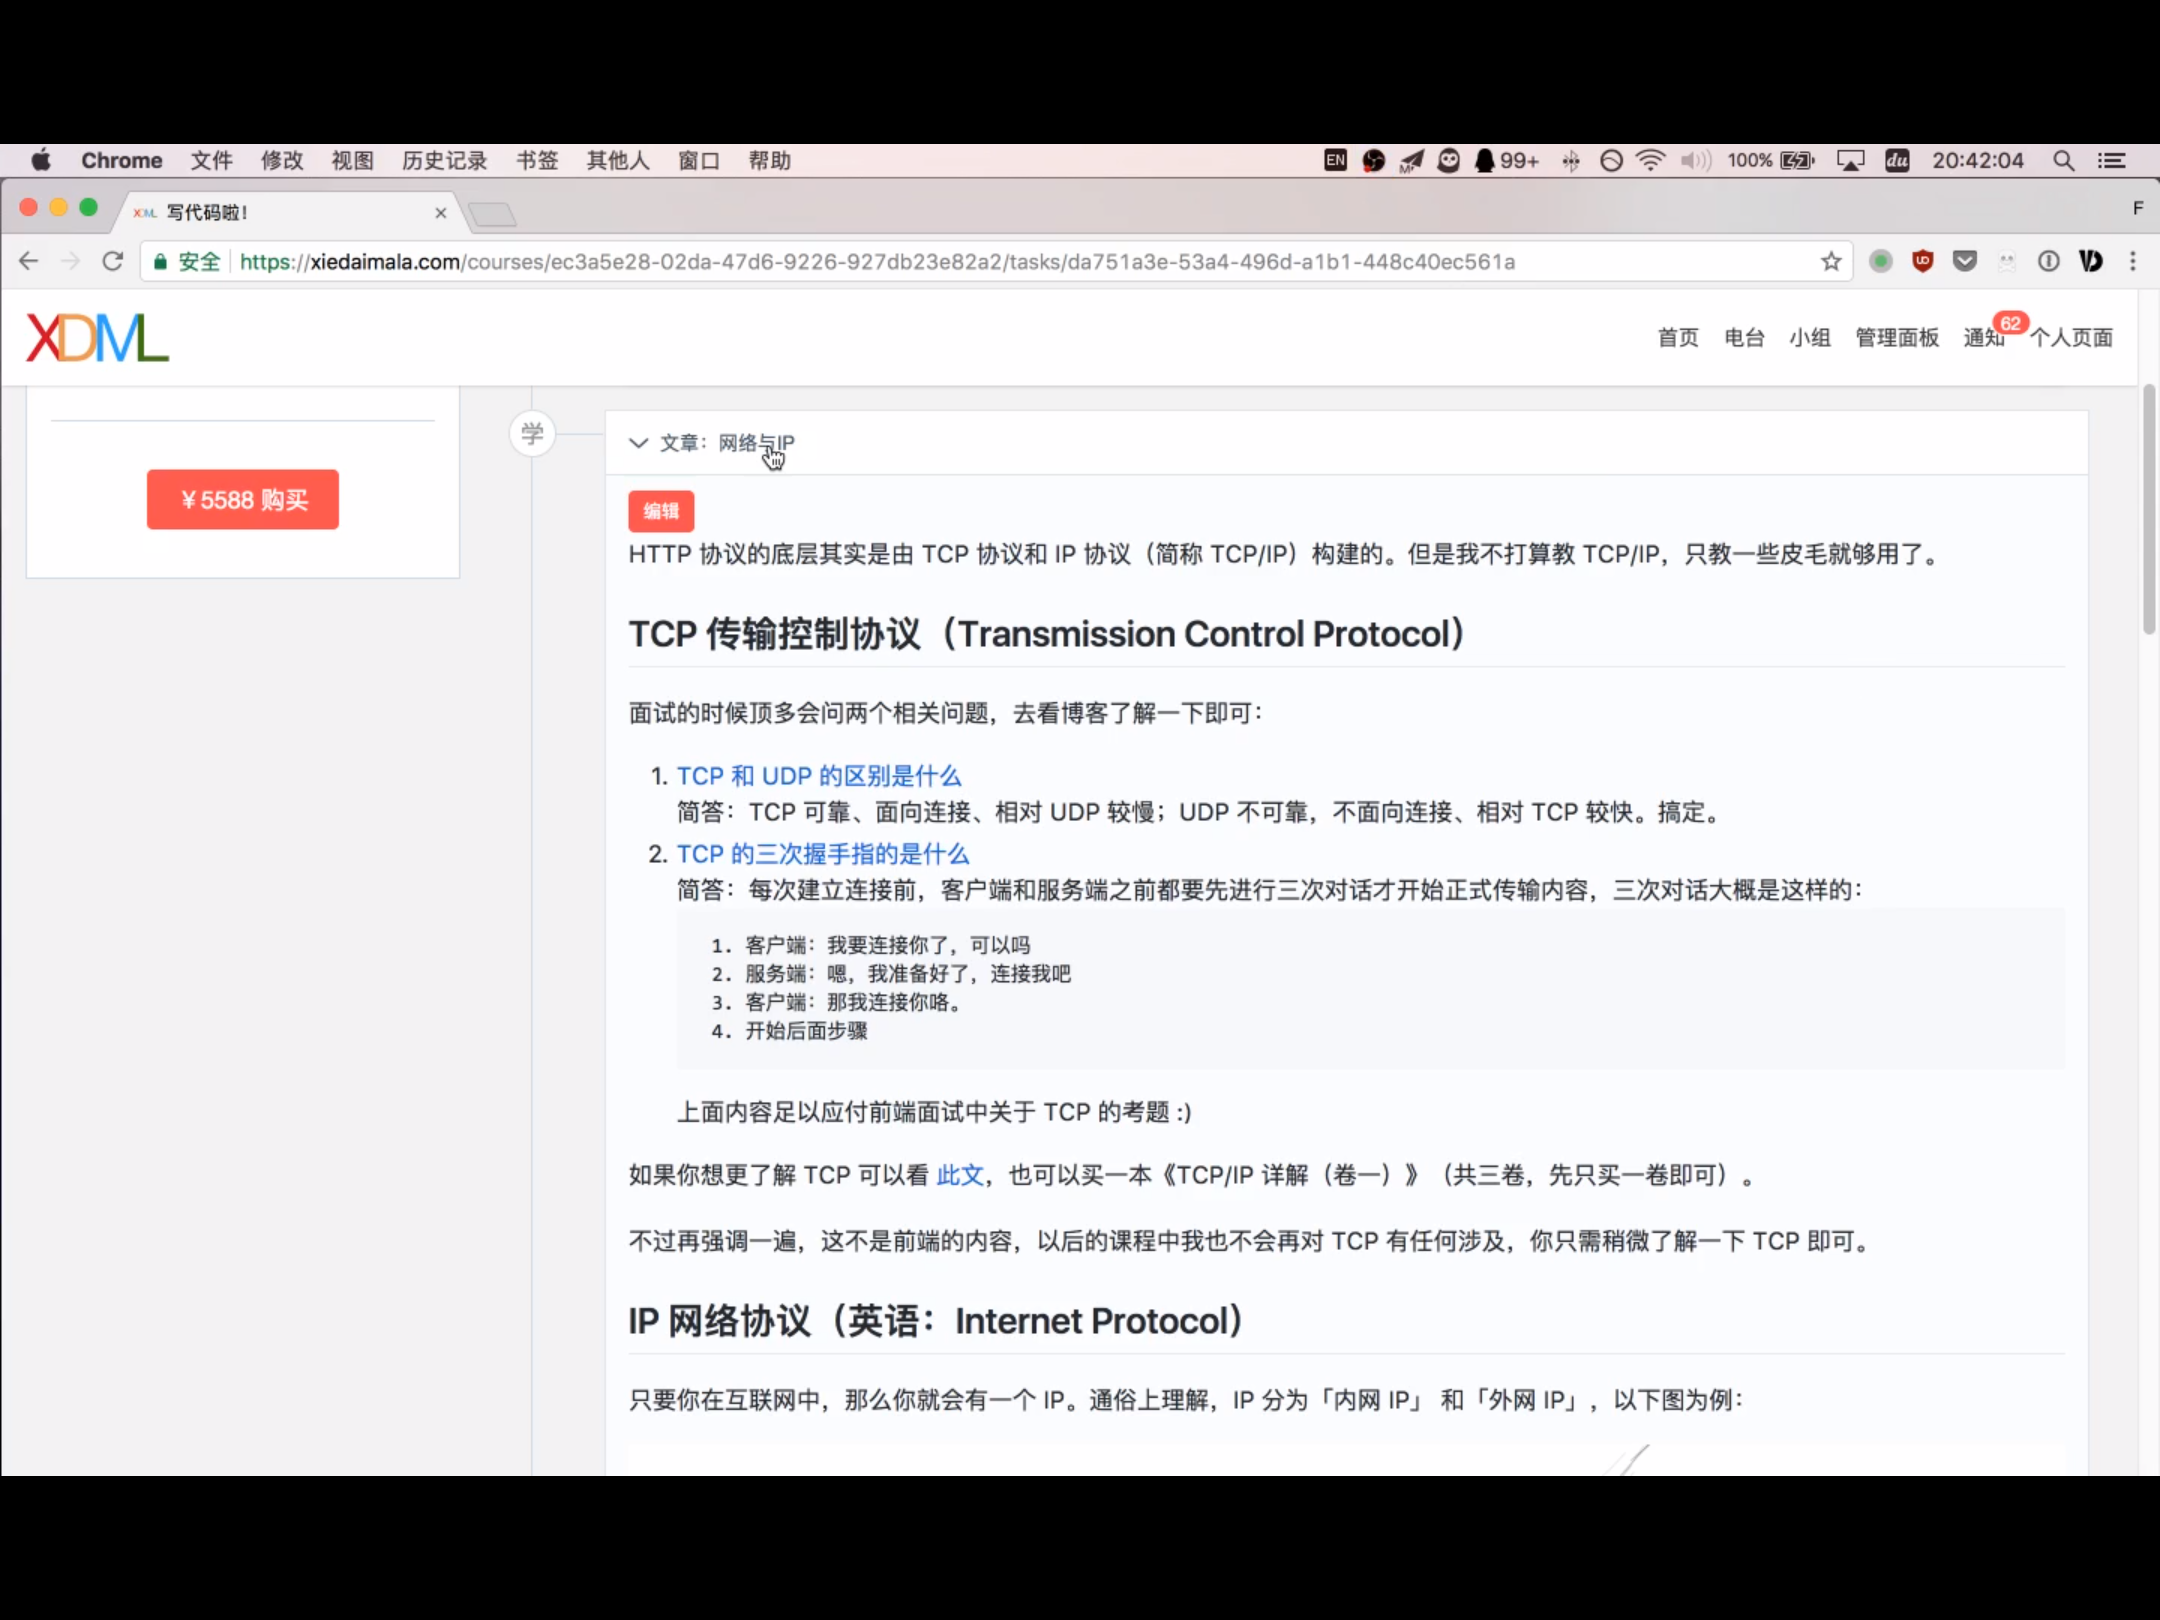 Chrome 文件 修改 视图 历史记录 书签 其他人 窗口 帮助 EN 99+ 100% du 20:42:04
XDML 写代码啦! F
安全 https://xiedaimala.com/courses/ec3a5e28-02da-47d6-9226-927db23e82a2/tasks/da751a3e-53a4-496d-a1b1-448c40ec561a
XDML 首页 电台 小组 管理面板 通知 62 个人页面
学 文章：网络与IP
¥5588 购买
编辑
HTTP 协议的底层其实是由 TCP 协议和 IP 协议（简称 TCP/IP）构建的。但是我不打算教 TCP/IP，只教一些皮毛就够用了。
TCP 传输控制协议（Transmission Control Protocol）
面试的时候顶多会问两个相关问题，去看博客了解一下即可：
1. TCP 和 UDP 的区别是什么
简答：TCP 可靠、面向连接、相对 UDP 较慢；UDP 不可靠，不面向连接、相对 TCP 较快。搞定。
2. TCP 的三次握手指的是什么
简答：每次建立连接前，客户端和服务端之前都要先进行三次对话才开始正式传输内容，三次对话大概是这样的：
1. 客户端：我要连接你了，可以吗
2. 服务端：嗯，我准备好了，连接我吧
3. 客户端：那我连接你咯。
4. 开始后面步骤
上面内容足以应付前端面试中关于 TCP 的考题 :)
如果你想更了解 TCP 可以看 此文，也可以买一本《TCP/IP 详解（卷一）》（共三卷，先只买一卷即可）。
不过再强调一遍，这不是前端的内容，以后的课程中我也不会再对 TCP 有任何涉及，你只需稍微了解一下 TCP 即可。
IP 网络协议（英语：Internet Protocol）
只要你在互联网中，那么你就会有一个 IP。通俗上理解，IP 分为「内网 IP」 和「外网 IP」，以下图为例：